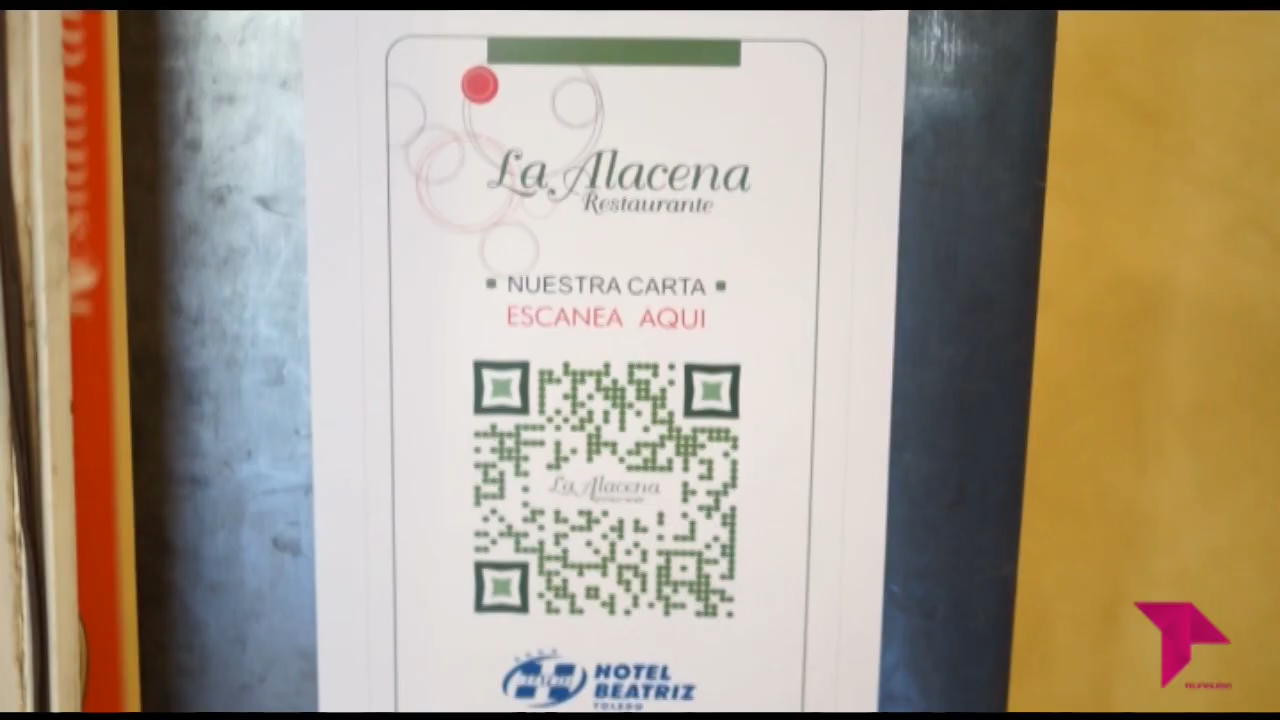 La Alacena
Restaurante
NUESTRA CARTA
ESCANEA AQUI
La Alacena
HOTEL
BEATRIZ
TOLEDO